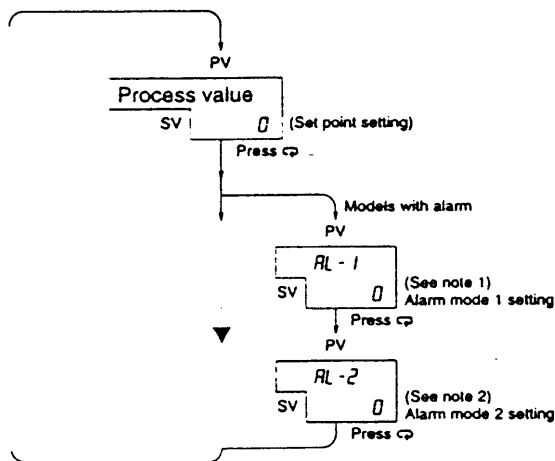 PV
Process value
SV 0 (Set point setting)
Press
Models with alarm
PV
AL-1
(See note 1)
SV 0 Alarm mode 1 setting
Press
PV
AL-2
(See note 2)
SV 0 Alarm mode 2 setting
Press